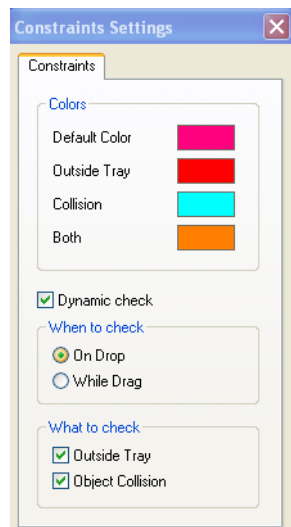 Constraints Settings
Constraints
Colors
Default Color
Outside Tray
Collision
Both
Dynamic check
When to check
On Drop
While Drag
What to check
Outside Tray
Object Collision